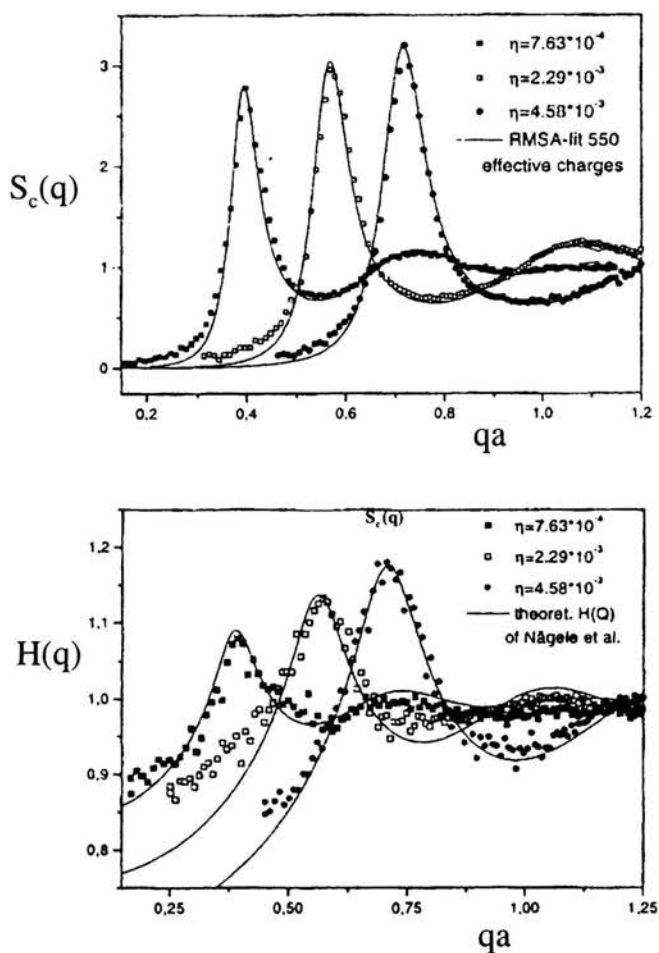 S_c(q)
3
2
1
0
η=7.63*10⁻⁴
η=2.29*10⁻³
η=4.58*10⁻³
RMSA-lit 550
effective charges
0,2 0,4 0,6 0,8 1,0 1,2
qa
H(q)
1,2
1,1
1,0
0,9
0,8
S_c(q)
η=7.63*10⁻⁴
η=2.29*10⁻³
η=4.58*10⁻³
theoret. H(Q)
of Nägele et al.
0,25 0,50 0,75 1,00 1,25
qa